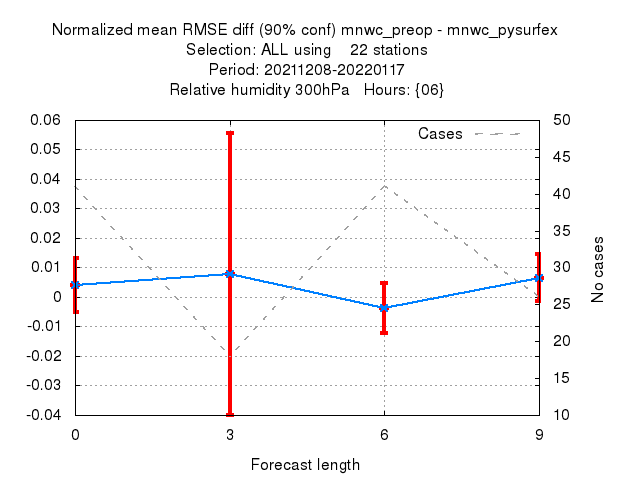 Normalized mean RMSE diff (90% conf) mnwc_preop - mnwc_pysurfex
Selection: ALL using    22 stations
Period: 20211208-20220117
Relative humidity 300hPa   Hours: {06}
0.06
0.05
0.04
0.03
0.02
0.01
0
-0.01
-0.02
-0.03
-0.04
Cases
50
45
40
35
30
25
20
15
10
No cases
0 3 6 9
Forecast length